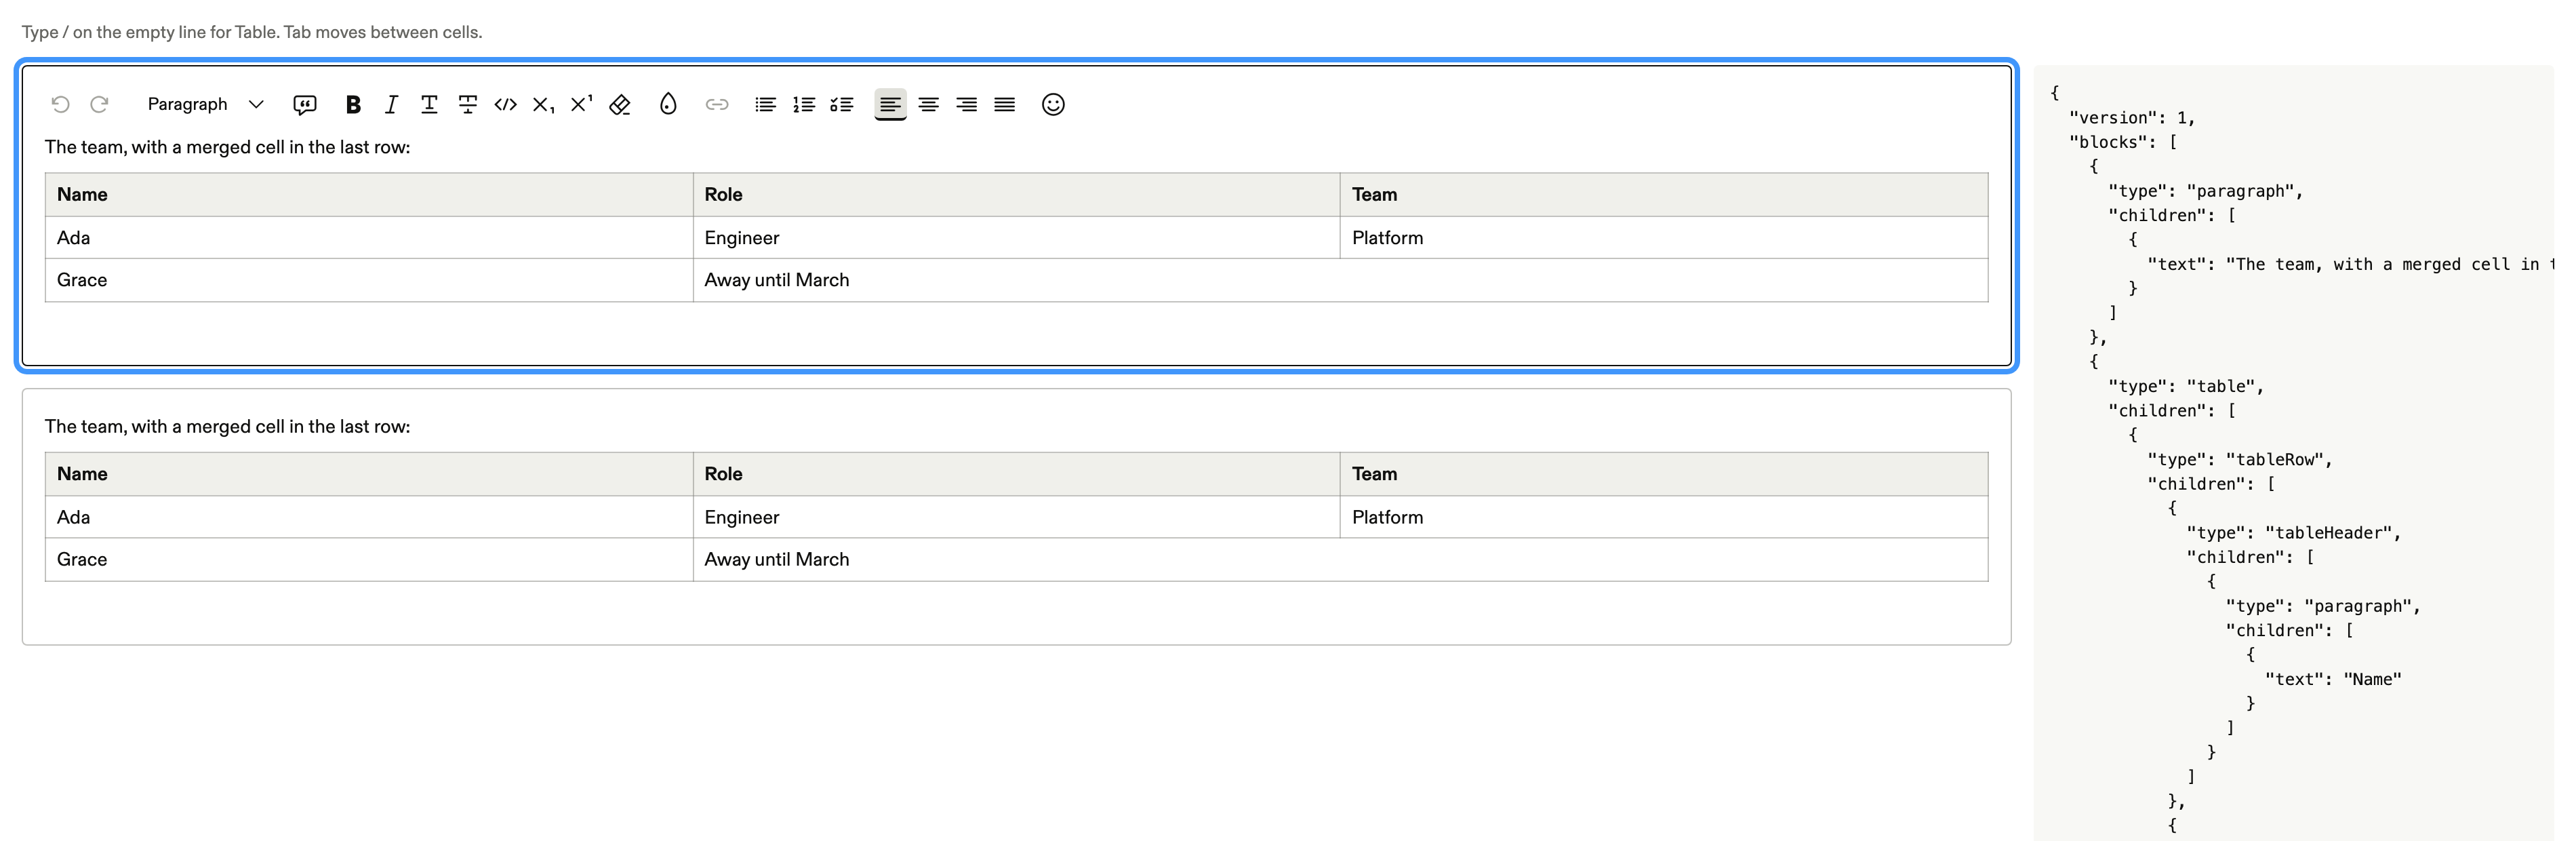 Type / on the empty line for Table. Tab moves between cells.
Paragraph
The team, with a merged cell in the last row:
Name Role Team
Ada Engineer Platform
Grace Away until March
The team, with a merged cell in the last row:
Name Role Team
Ada Engineer Platform
Grace Away until March
{
"version": 1,
"blocks": [
{
"type": "paragraph",
"children": [
{
"text": "The team, with a merged cell in
}
]
},
{
"type": "table",
"children": [
{
"type": "tableRow",
"children": [
{
"type": "tableHeader",
"children": [
{
"type": "paragraph",
"children": [
{
"text": "Name"
}
]
}
]
},
{